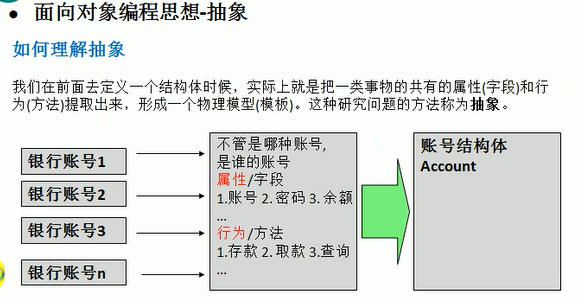 • 面向对象编程思想-抽象
如何理解抽象
我们在前面去定义一个结构体时候，实际上就是把一类事物的共有的属性(字段)和行
为(方法)提取出来，形成一个物理模型(模板)。这种研究问题的方法称为抽象。
银行账号1
银行账号2
银行账号3
银行账号n
不管是哪种账号，
是谁的账号
属性/字段
1.账号 2.密码 3.余额
...
行为/方法
1.存款 2.取款 3.查询
...
账号结构体
Account